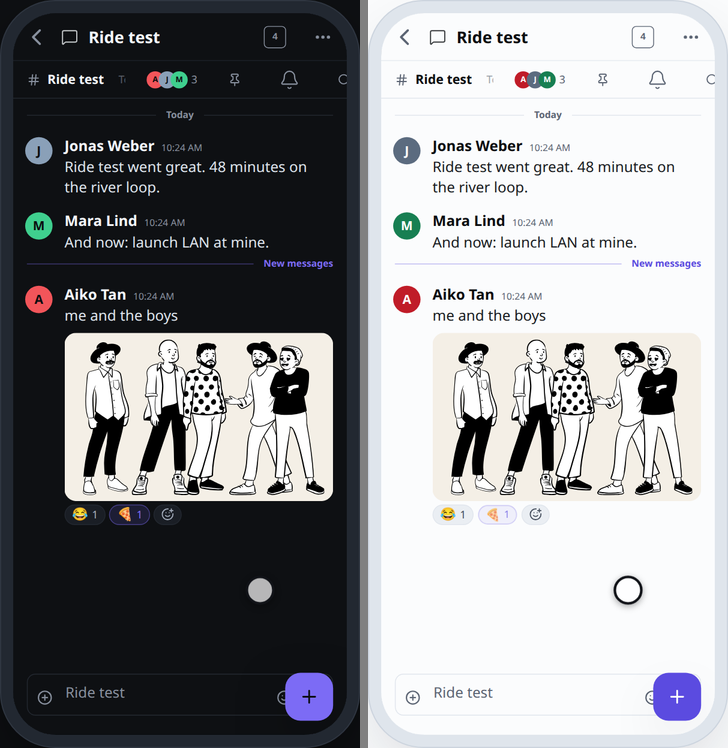 Ride test
4
# Ride test
A J M 3
Today
J
Jonas Weber 10:24 AM
Ride test went great. 48 minutes on
the river loop.
M
Mara Lind 10:24 AM
And now: launch LAN at mine.
New messages
A
Aiko Tan 10:24 AM
me and the boys
1 1
Ride test
Ride test
4
# Ride test
A J M 3
Today
J
Jonas Weber 10:24 AM
Ride test went great. 48 minutes on
the river loop.
M
Mara Lind 10:24 AM
And now: launch LAN at mine.
New messages
A
Aiko Tan 10:24 AM
me and the boys
1 1
Ride test